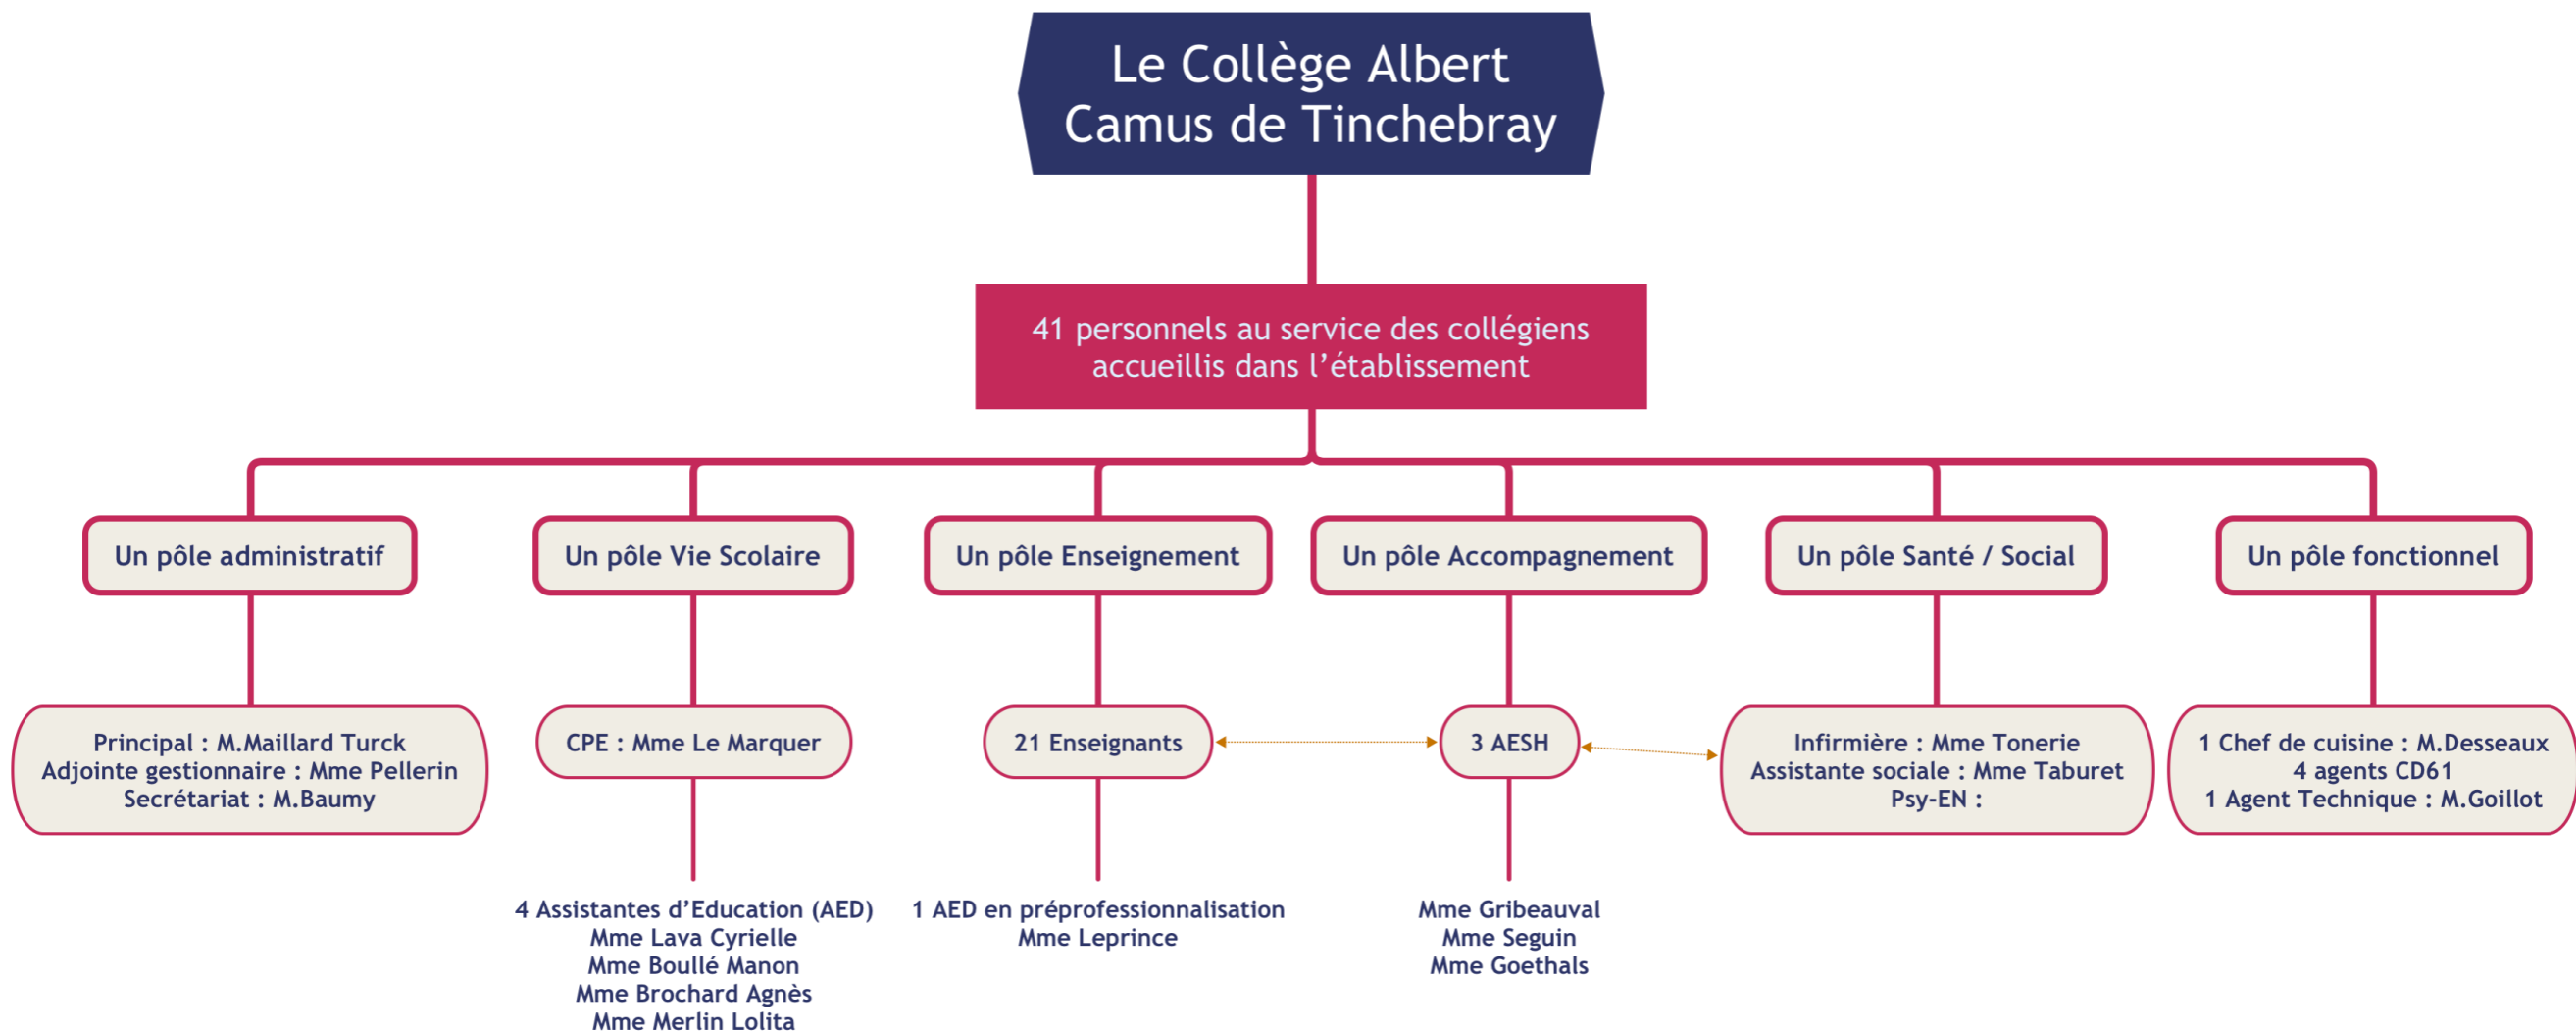 Le Collège Albert
Camus de Tinchebray
41 personnels au service des collégiens
accueillis dans l’établissement
Un pôle administratif
Un pôle Vie Scolaire
Un pôle Enseignement
Un pôle Accompagnement
Un pôle Santé / Social
Un pôle fonctionnel
Principal : M.Maillard Turck
Adjointe gestionnaire : Mme Pellerin
Secrétariat : M.Baumy
CPE : Mme Le Marquer
21 Enseignants
3 AESH
Infirmière : Mme Tonerie
Assistante sociale : Mme Taburet
Psy-EN :
1 Chef de cuisine : M.Desseaux
4 agents CD61
1 Agent Technique : M.Goillot
4 Assistantes d’Education (AED)
Mme Lava Cyrielle
Mme Boullé Manon
Mme Brochard Agnès
Mme Merlin Lolita
1 AED en préprofessionnalisation
Mme Leprince
Mme Gribeauval
Mme Seguin
Mme Goethals